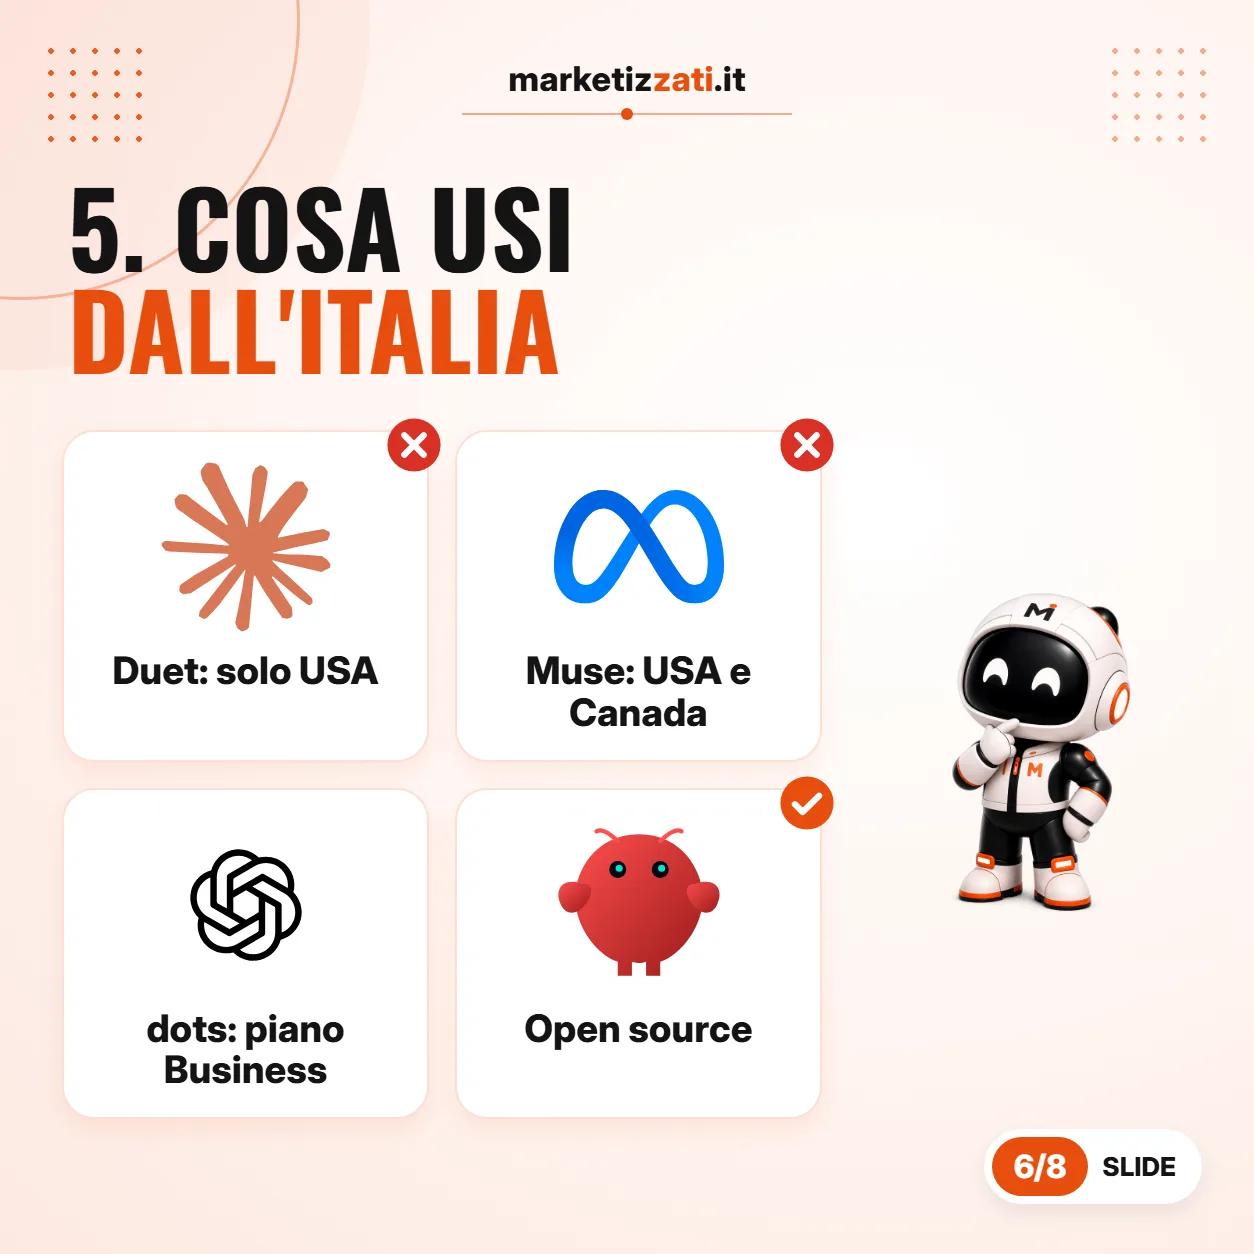 marketizzati.it
5. COSA USI
DALL'ITALIA
Duet: solo USA
Muse: USA e
Canada
dots: piano
Business
Open source
M
M
6/8 SLIDE